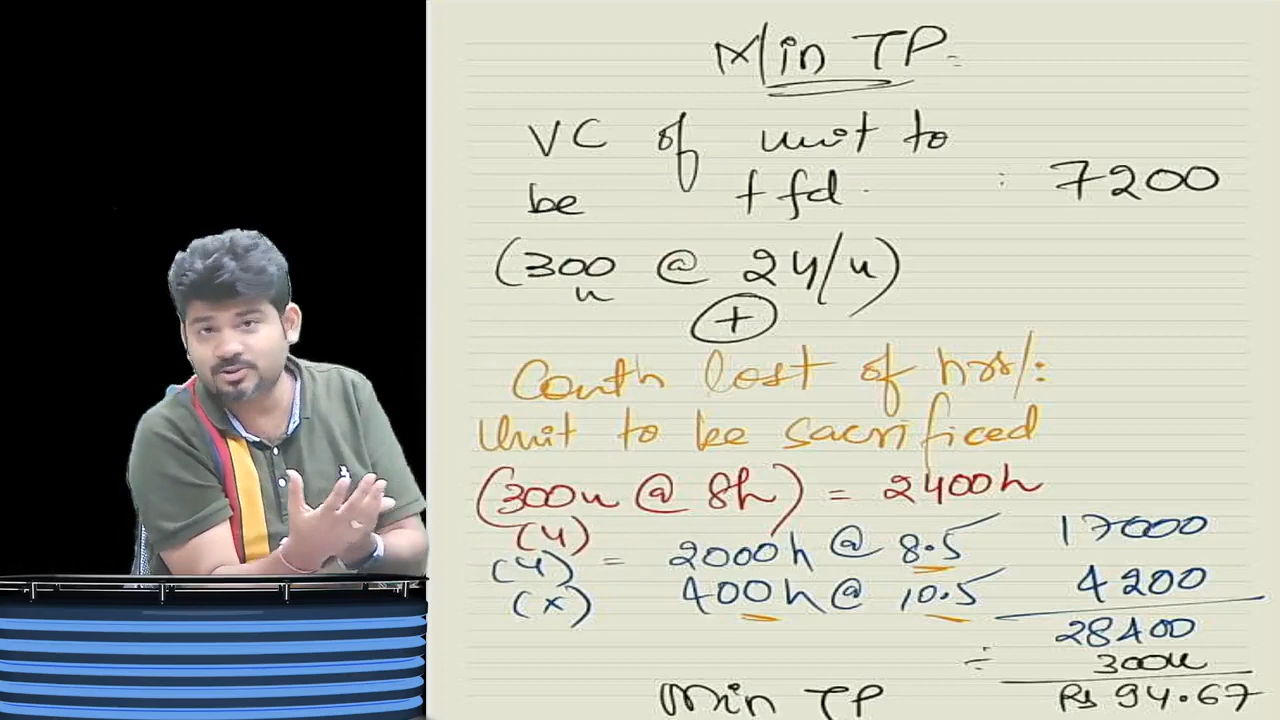 Min TP
VC of unit to
be tfd : 7200
(300 @ 24/u)
u
+
Conth lost of hrs/:
Unit to be sacrificed
(300u @ 8h) = 2400h
(Y)
(Y) = 2000h @ 8.5 17000
(X) 400h @ 10.5 4200
28400
÷ 300u
Min TP Rs 94.67